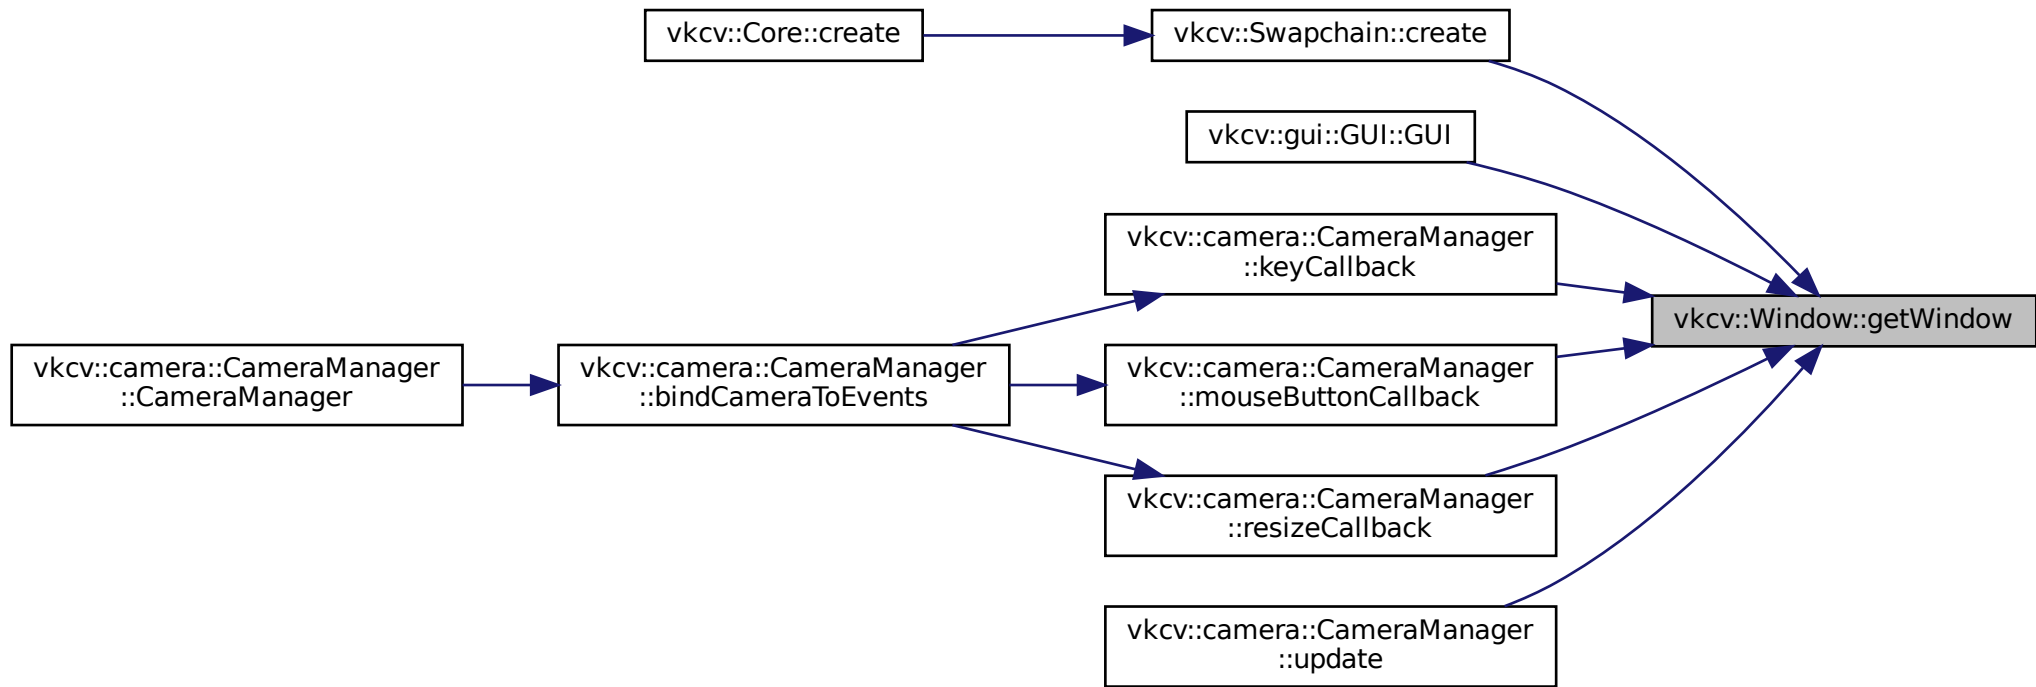 vkcv::Core::create
vkcv::Swapchain::create
vkcv::gui::GUI::GUI
vkcv::camera::CameraManager
::keyCallback
vkcv::Window::getWindow
vkcv::camera::CameraManager
::CameraManager
vkcv::camera::CameraManager
::bindCameraToEvents
vkcv::camera::CameraManager
::mouseButtonCallback
vkcv::camera::CameraManager
::resizeCallback
vkcv::camera::CameraManager
::update